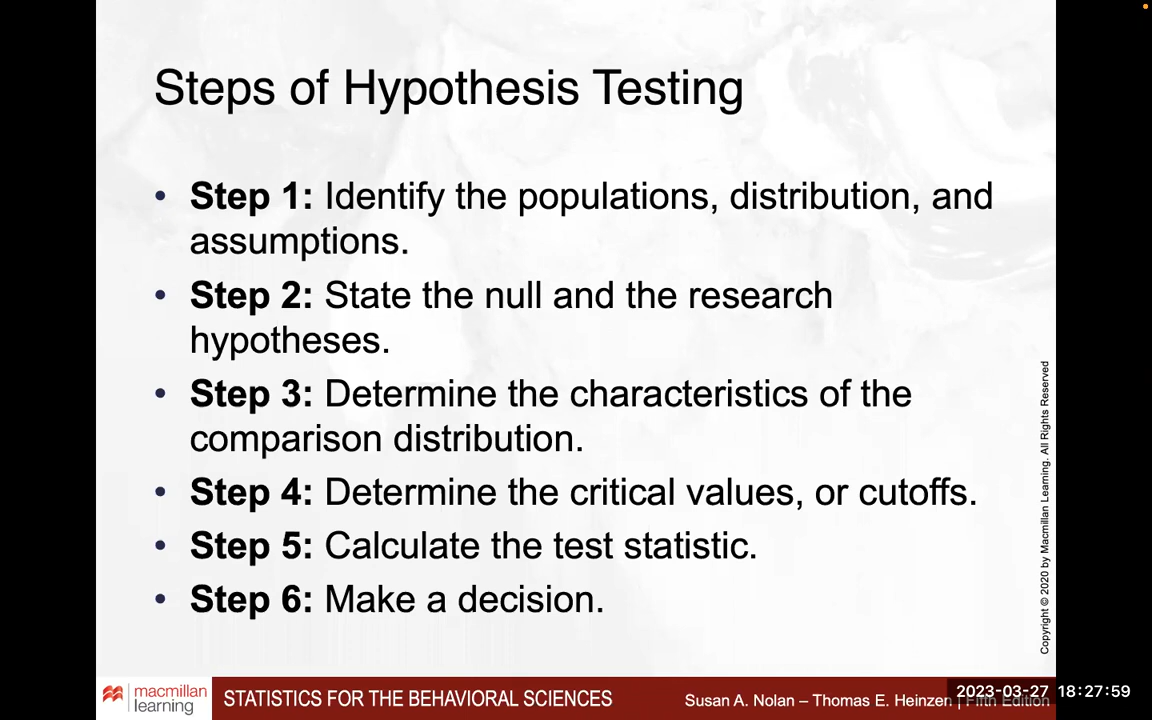 Steps of Hypothesis Testing
• Step 1: Identify the populations, distribution, and
assumptions.
• Step 2: State the null and the research
hypotheses.
• Step 3: Determine the characteristics of the
comparison distribution.
• Step 4: Determine the critical values, or cutoffs.
• Step 5: Calculate the test statistic.
• Step 6: Make a decision.
Copyright © 2020 by Macmillan Learning. All Rights Reserved
macmillan
learning
STATISTICS FOR THE BEHAVIORAL SCIENCES
Susan A. Nolan – Thomas E. Heinzen | Fifth Edition
2023-03-27 18:27:59